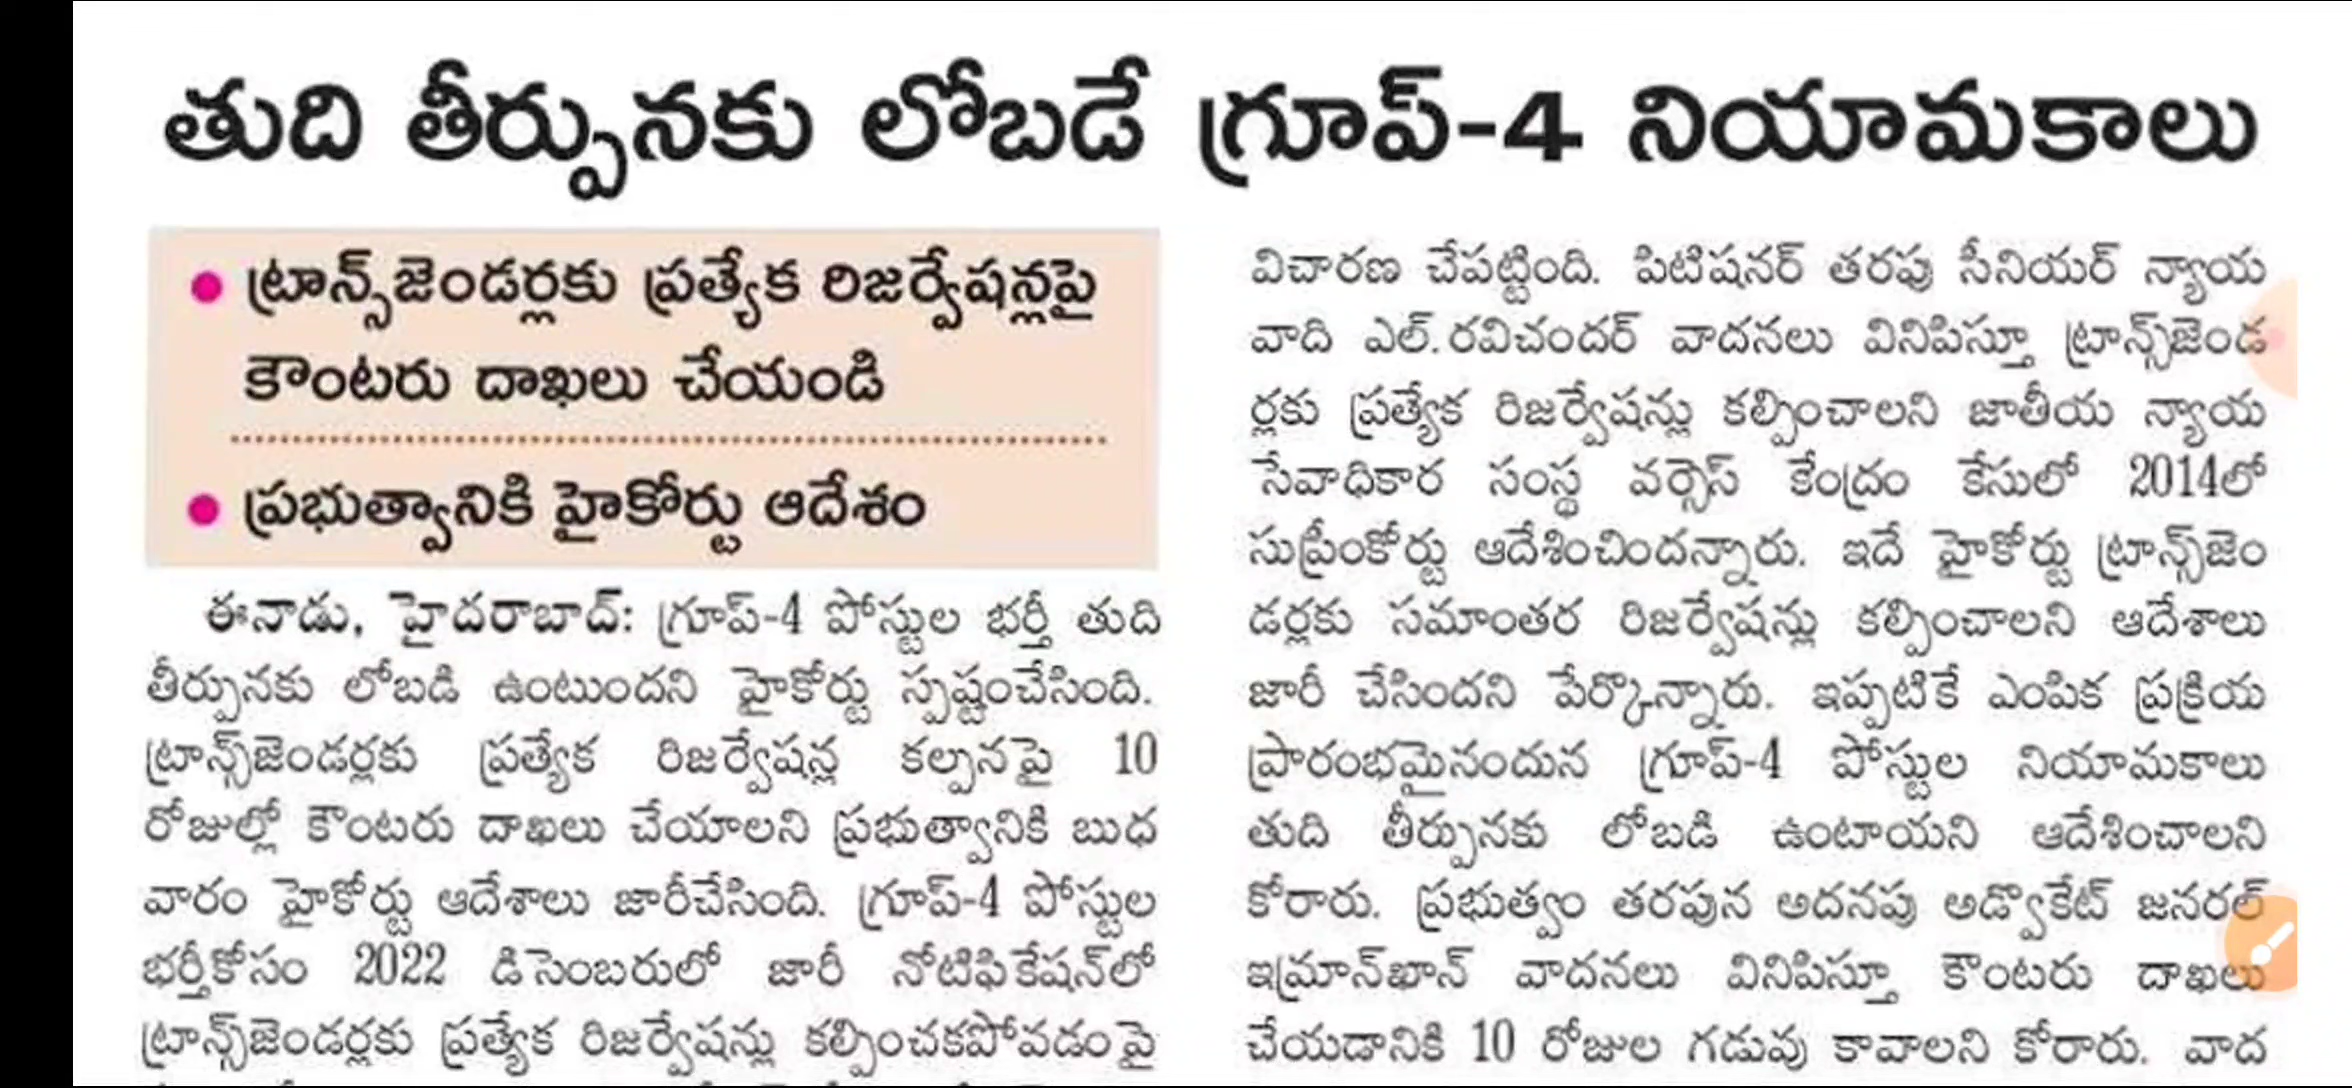 తుది తీర్పునకు లోబడే గ్రూప్-4 నియామకాలు
• ట్రాన్స్‌జెండర్లకు ప్రత్యేక రిజర్వేషన్లపై
కౌంటరు దాఖలు చేయండి
• ప్రభుత్వానికి హైకోర్టు ఆదేశం
ఈనాడు, హైదరాబాద్: గ్రూప్-4 పోస్టుల భర్తీ తుది
తీర్పునకు లోబడి ఉంటుందని హైకోర్టు స్పష్టంచేసింది.
ట్రాన్స్‌జెండర్లకు ప్రత్యేక రిజర్వేషన్ల కల్పనపై 10
రోజుల్లో కౌంటరు దాఖలు చేయాలని ప్రభుత్వానికి బుధ
వారం హైకోర్టు ఆదేశాలు జారీచేసింది. గ్రూప్-4 పోస్టుల
భర్తీకోసం 2022 డిసెంబరులో జారీ నోటిఫికేషన్‌లో
ట్రాన్స్‌జెండర్లకు ప్రత్యేక రిజర్వేషన్లు కల్పించకపోవడంపై
విచారణ చేపట్టింది. పిటిషనర్ తరపు సీనియర్ న్యాయ
వాది ఎల్.రవిచందర్ వాదనలు వినిపిస్తూ ట్రాన్స్‌జెండ
ర్లకు ప్రత్యేక రిజర్వేషన్లు కల్పించాలని జాతీయ న్యాయ
సేవాధికార సంస్థ వర్సెస్ కేంద్రం కేసులో 2014లో
సుప్రీంకోర్టు ఆదేశించిందన్నారు. ఇదే హైకోర్టు ట్రాన్స్‌జెం
డర్లకు సమాంతర రిజర్వేషన్లు కల్పించాలని ఆదేశాలు
జారీ చేసిందని పేర్కొన్నారు. ఇప్పటికే ఎంపిక ప్రక్రియ
ప్రారంభమైనందున గ్రూప్-4 పోస్టుల నియామకాలు
తుది తీర్పునకు లోబడి ఉంటాయని ఆదేశించాలని
కోరారు. ప్రభుత్వం తరపున అదనపు అడ్వొకేట్ జనరల్
ఇమ్రాన్‌ఖాన్ వాదనలు వినిపిస్తూ కౌంటరు దాఖలు
చేయడానికి 10 రోజుల గడువు కావాలని కోరారు. వాద